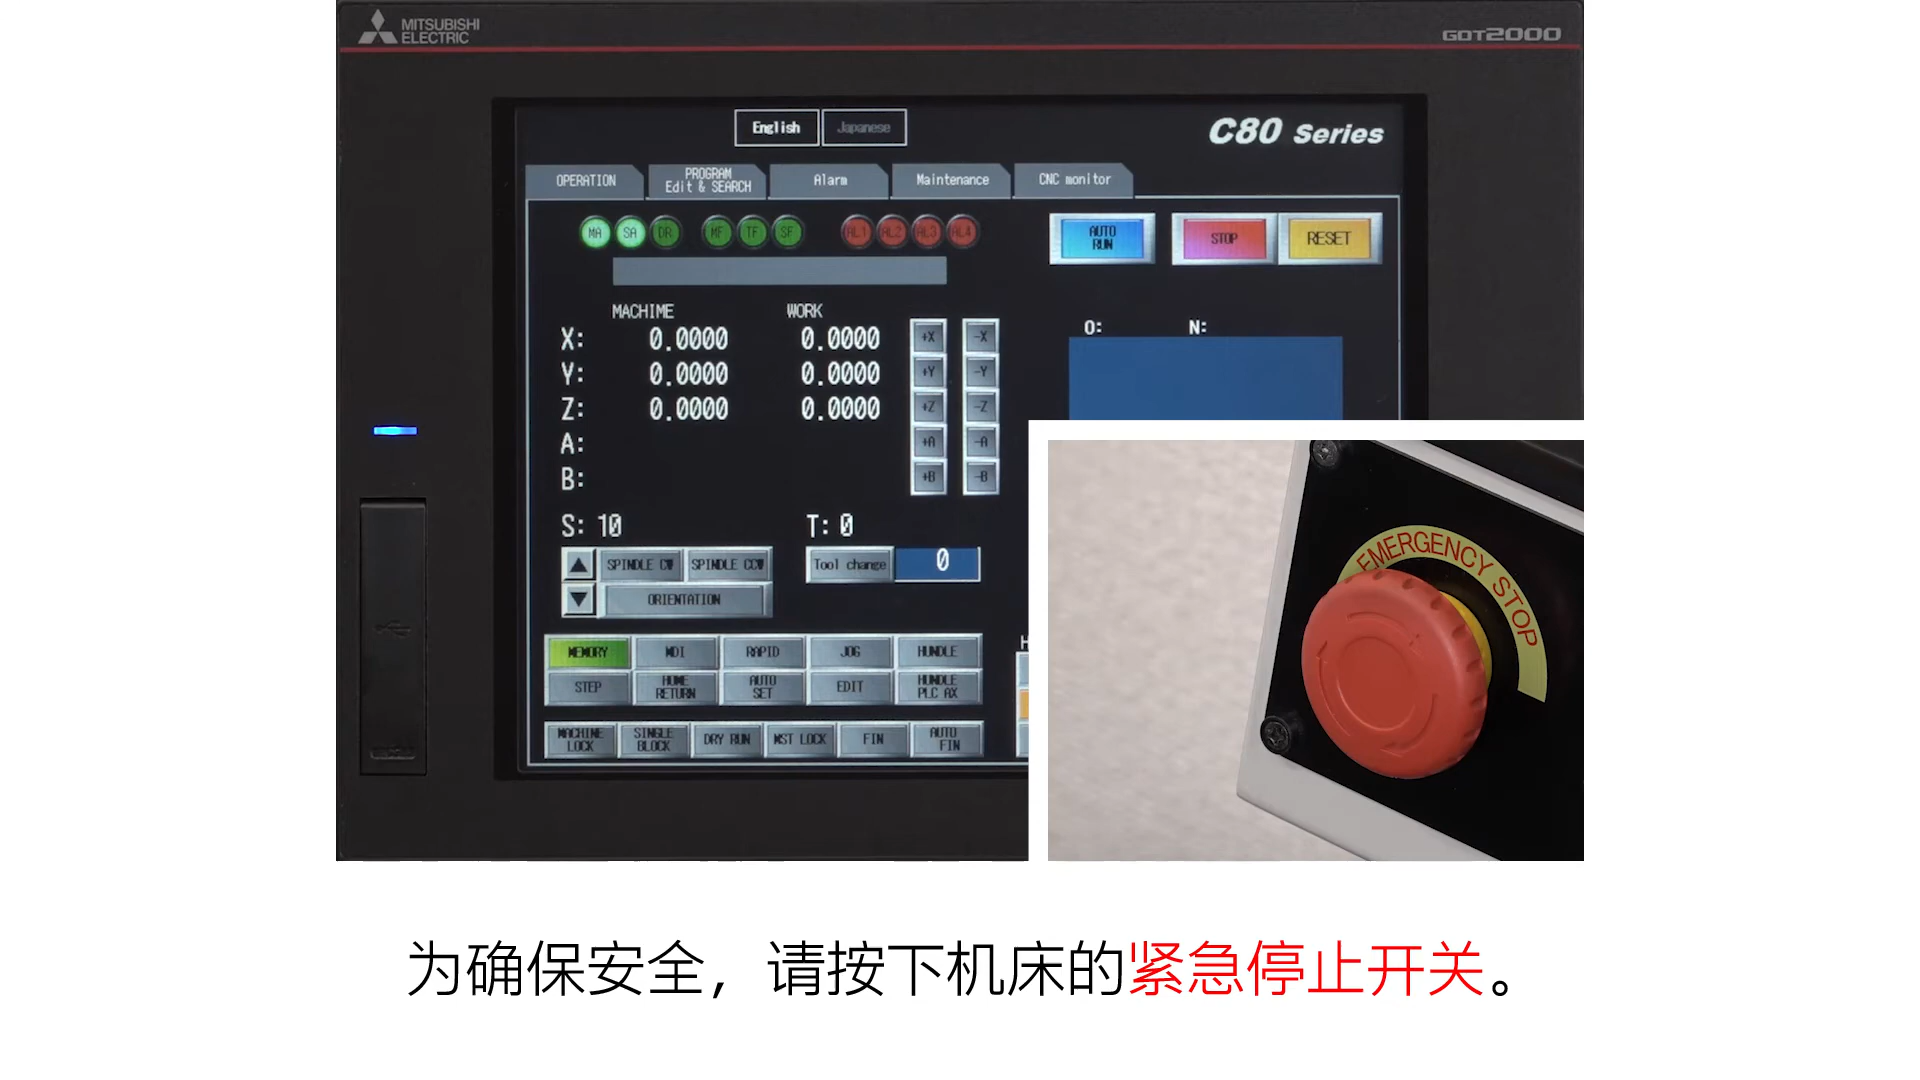 MITSUBISHI
ELECTRIC
GOT2000
English
Japanese
C80 Series
OPERATION
PROGRAM
Edit & SEARCH
Alarm
Maintenance
CNC monitor
MA
SA
DR
MF
TF
SF
AL1
AL2
AL3
AL4
AUTO
RUN
STOP
RESET
MACHIME
WORK
X: 0.0000 0.0000
Y: 0.0000 0.0000
Z: 0.0000 0.0000
A:
B:
+X
-X
+Y
-Y
+Z
-Z
+A
-A
+B
-B
O: N:
S: 10
T: 0
SPINDLE CW
SPINDLE CCW
ORIENTATION
Tool change
0
MEMORY
MDI
RAPID
JOG
HUNDLE
STEP
HOME
RETURN
AUTO
SET
EDIT
HUNDLE
PLC AX
MACHINE
LOCK
SINGLE
BLOCK
DRY RUN
MST LOCK
FIN
AUTO
FIN
EMERGENCY STOP
为确保安全，请按下机床的紧急停止开关。